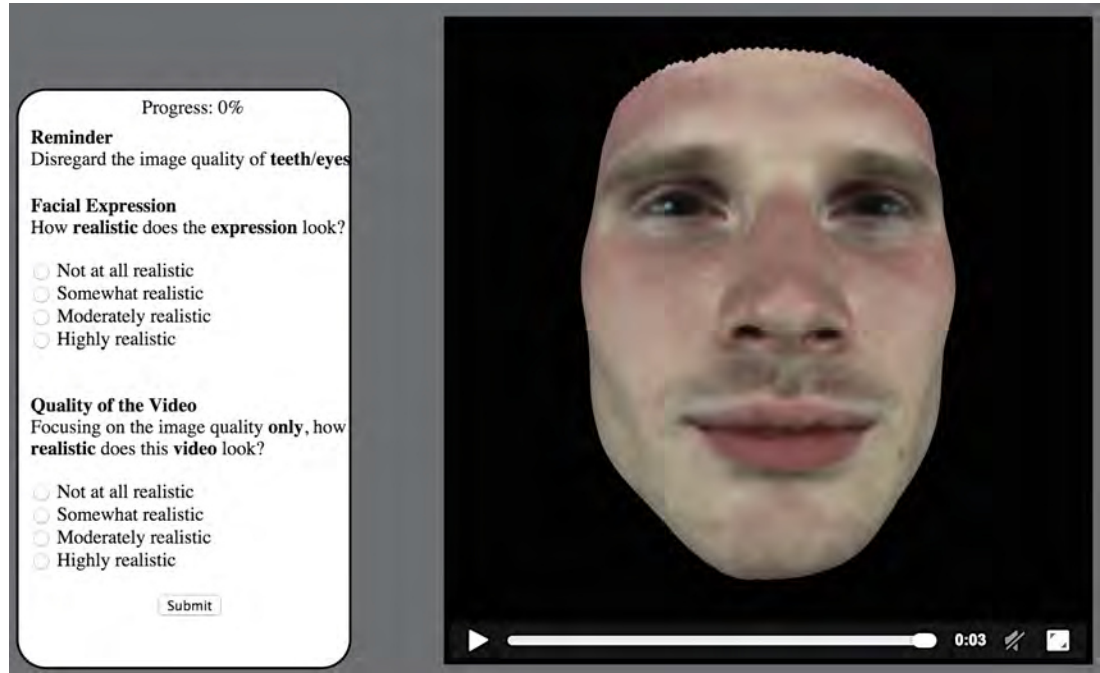 Progress: 0%
Reminder
Disregard the image quality of teeth/eyes
Facial Expression
How realistic does the expression look?
Not at all realistic
Somewhat realistic
Moderately realistic
Highly realistic
Quality of the Video
Focusing on the image quality only, how
realistic does this video look?
Not at all realistic
Somewhat realistic
Moderately realistic
Highly realistic
Submit
0:03